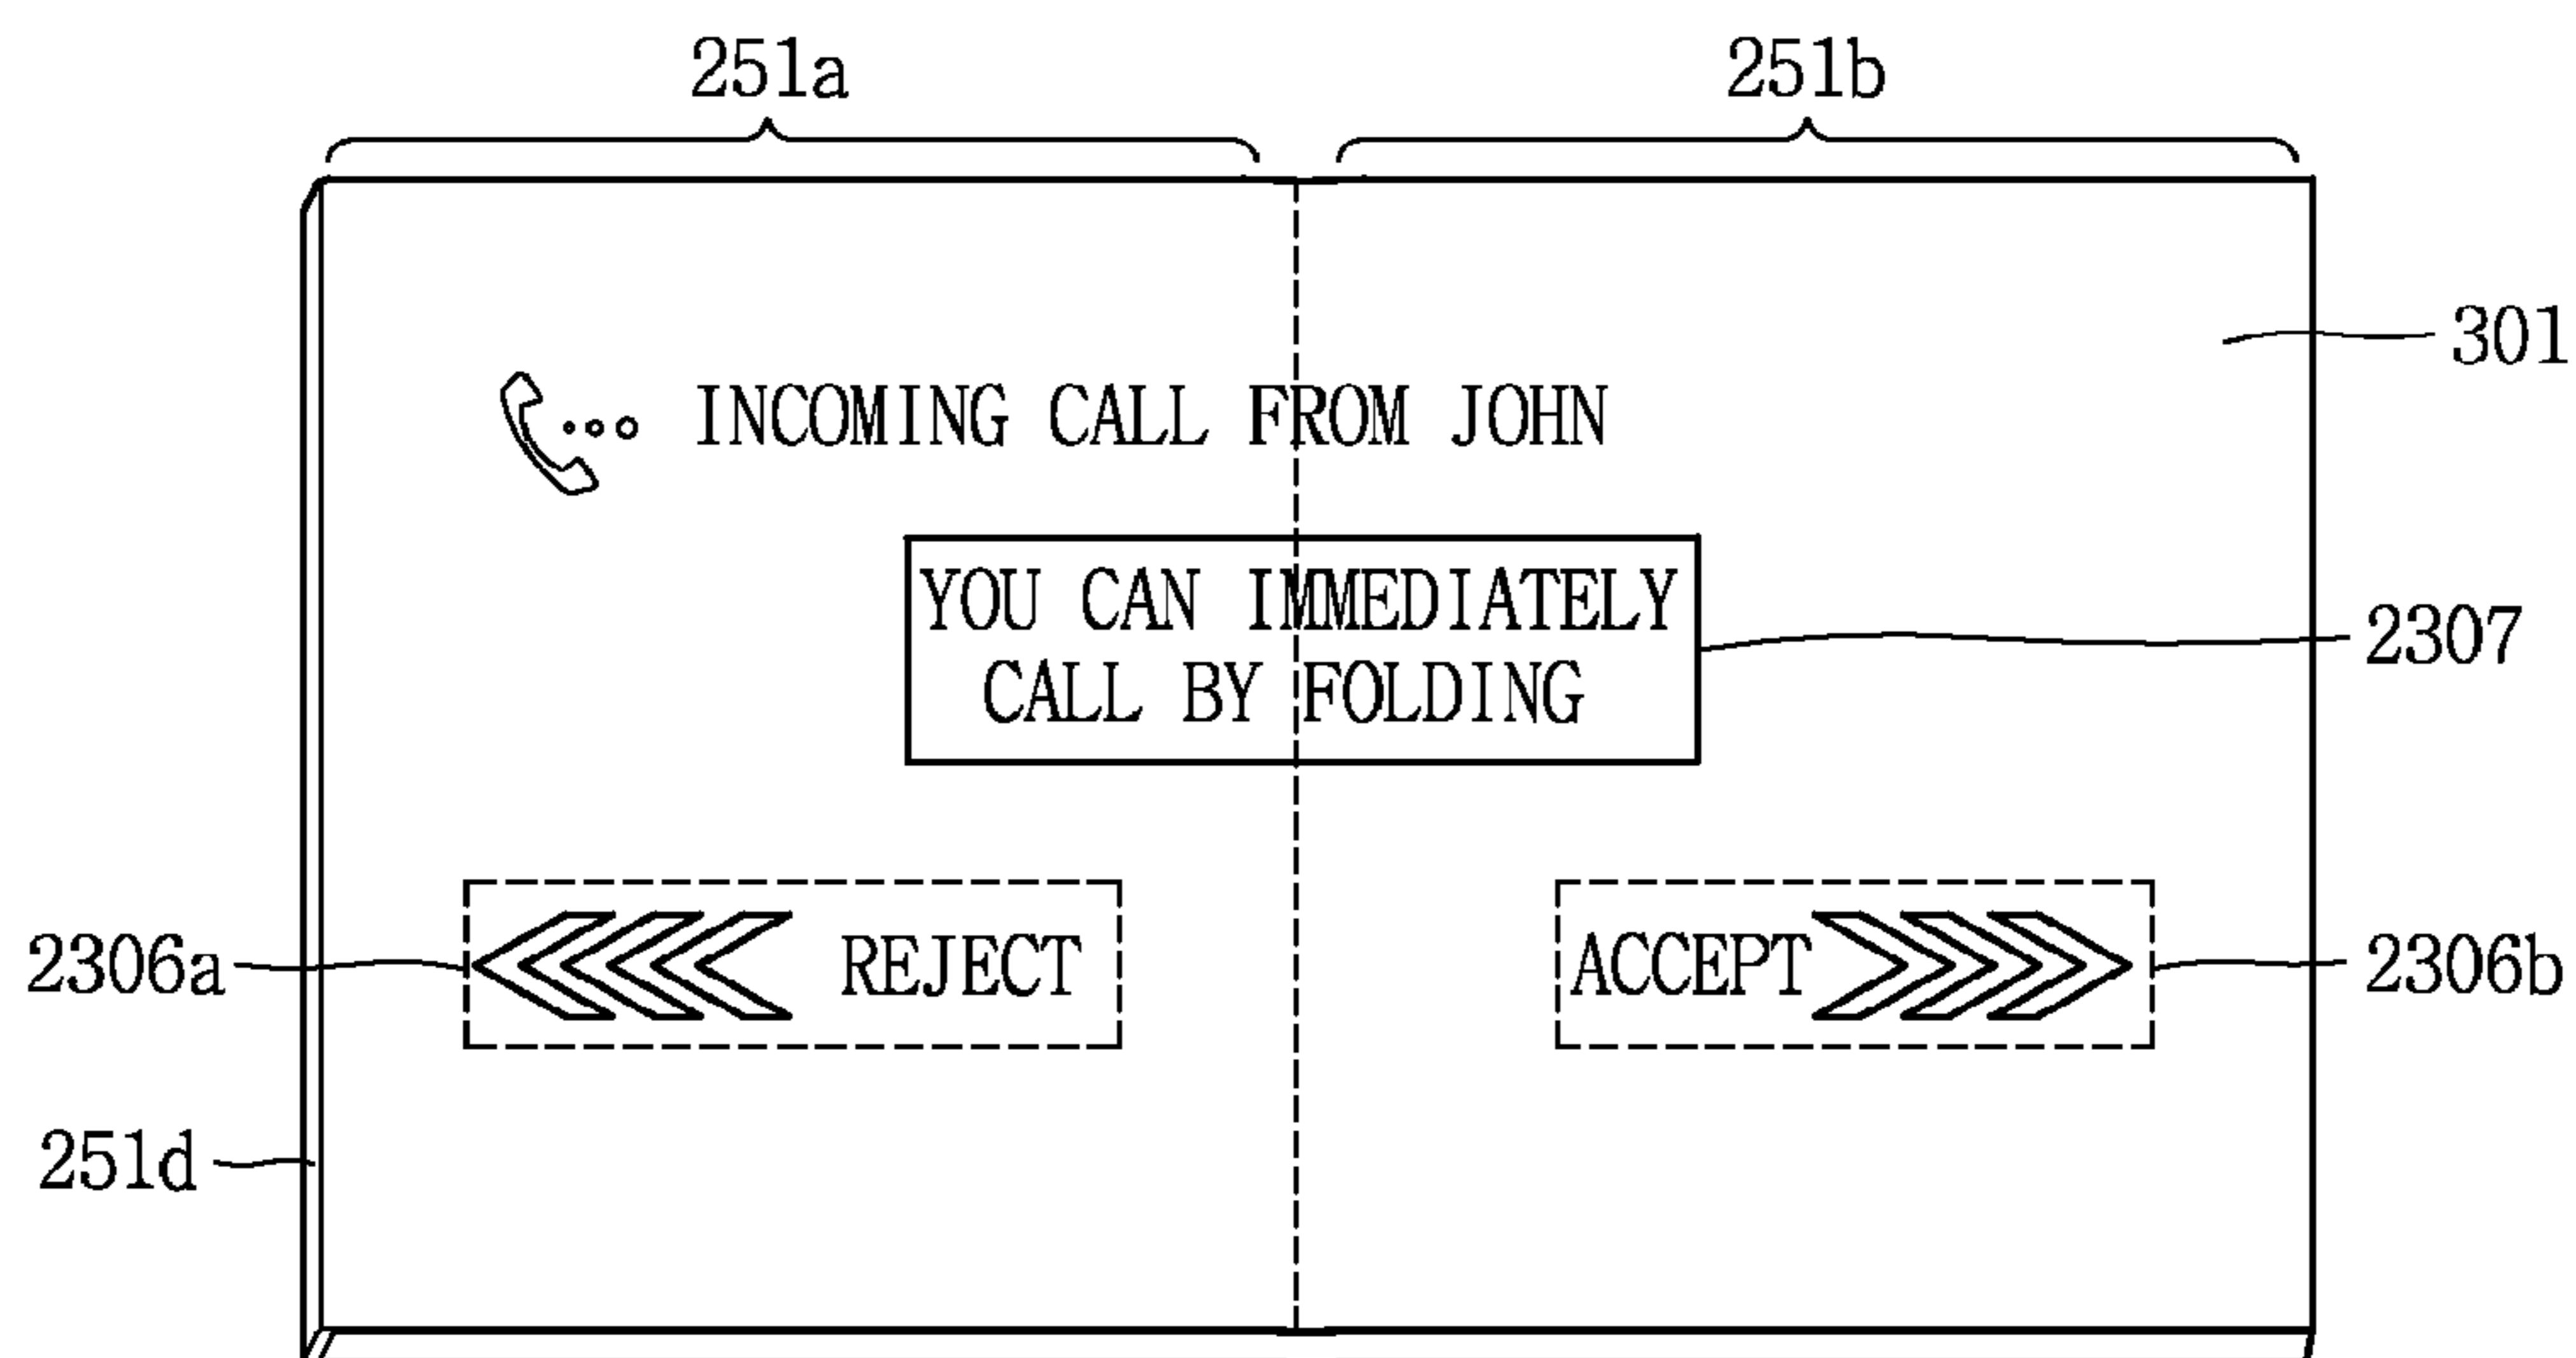 251a 251b
301
INCOMING CALL FROM JOHN
YOU CAN IMMEDIATELY
CALL BY FOLDING
2307
2306a REJECT ACCEPT 2306b
251d